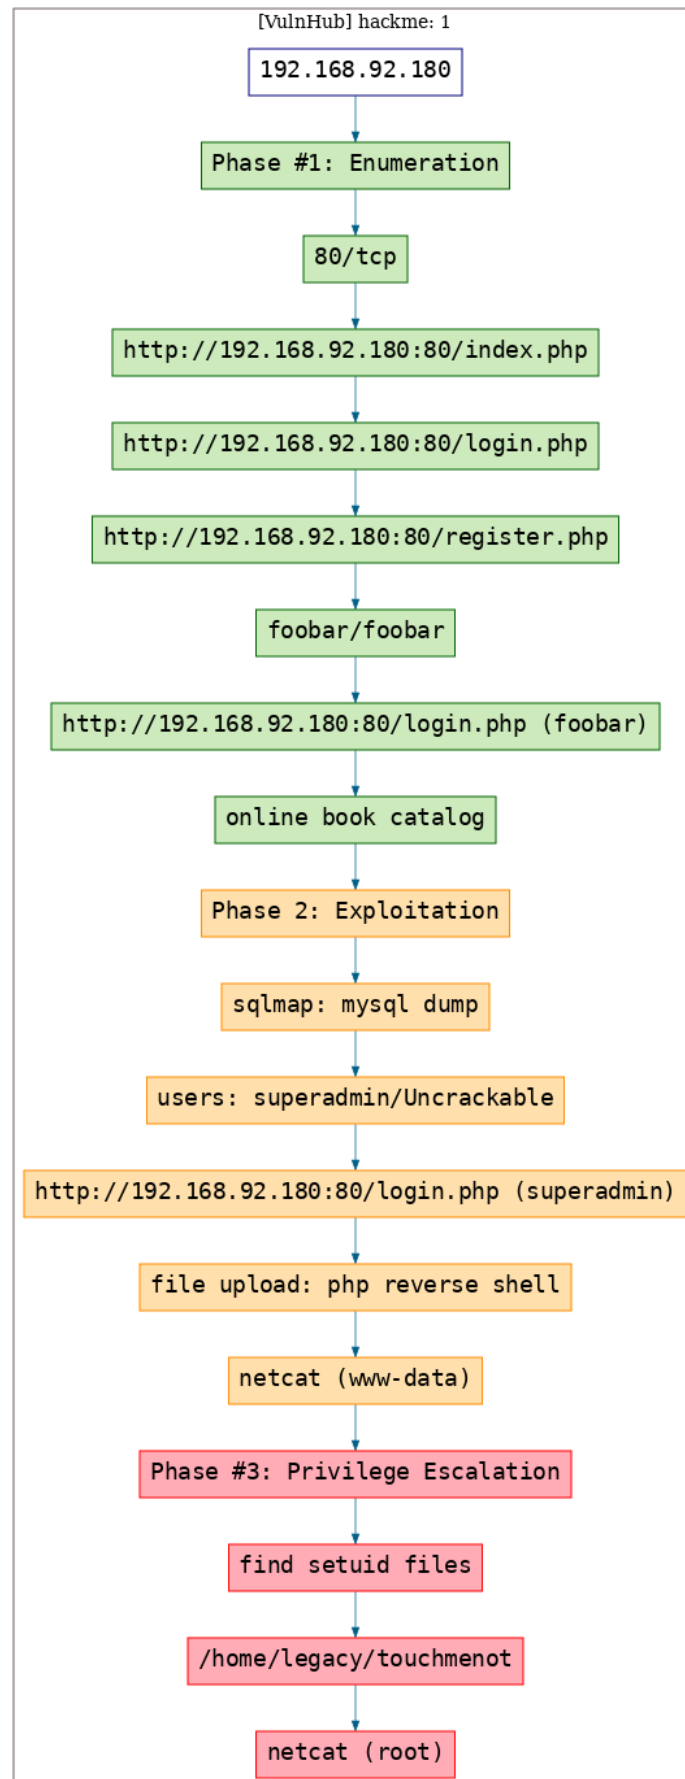 [VulnHub] hackme: 1
192.168.92.180
Phase #1: Enumeration
80/tcp
http://192.168.92.180:80/index.php
http://192.168.92.180:80/login.php
http://192.168.92.180:80/register.php
foobar/foobar
http://192.168.92.180:80/login.php (foobar)
online book catalog
Phase 2: Exploitation
sqlmap: mysql dump
users: superadmin/Uncrackable
http://192.168.92.180:80/login.php (superadmin)
file upload: php reverse shell
netcat (www-data)
Phase #3: Privilege Escalation
find setuid files
/home/legacy/touchmenot
netcat (root)